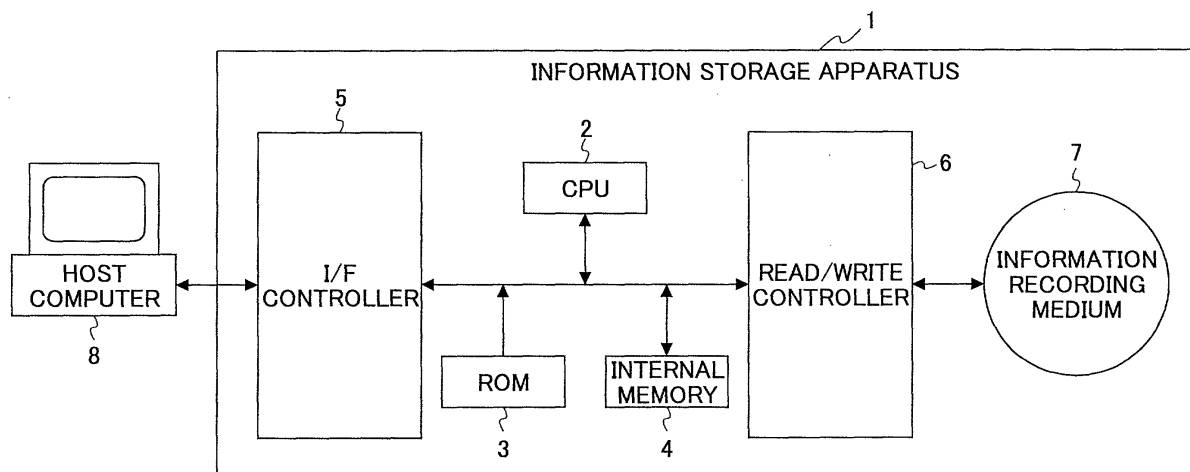 1
INFORMATION STORAGE APPARATUS
5
2
CPU
6
7
HOST
COMPUTER
8
I/F
CONTROLLER
READ/WRITE
CONTROLLER
INFORMATION
RECORDING
MEDIUM
ROM
3
INTERNAL
MEMORY
4